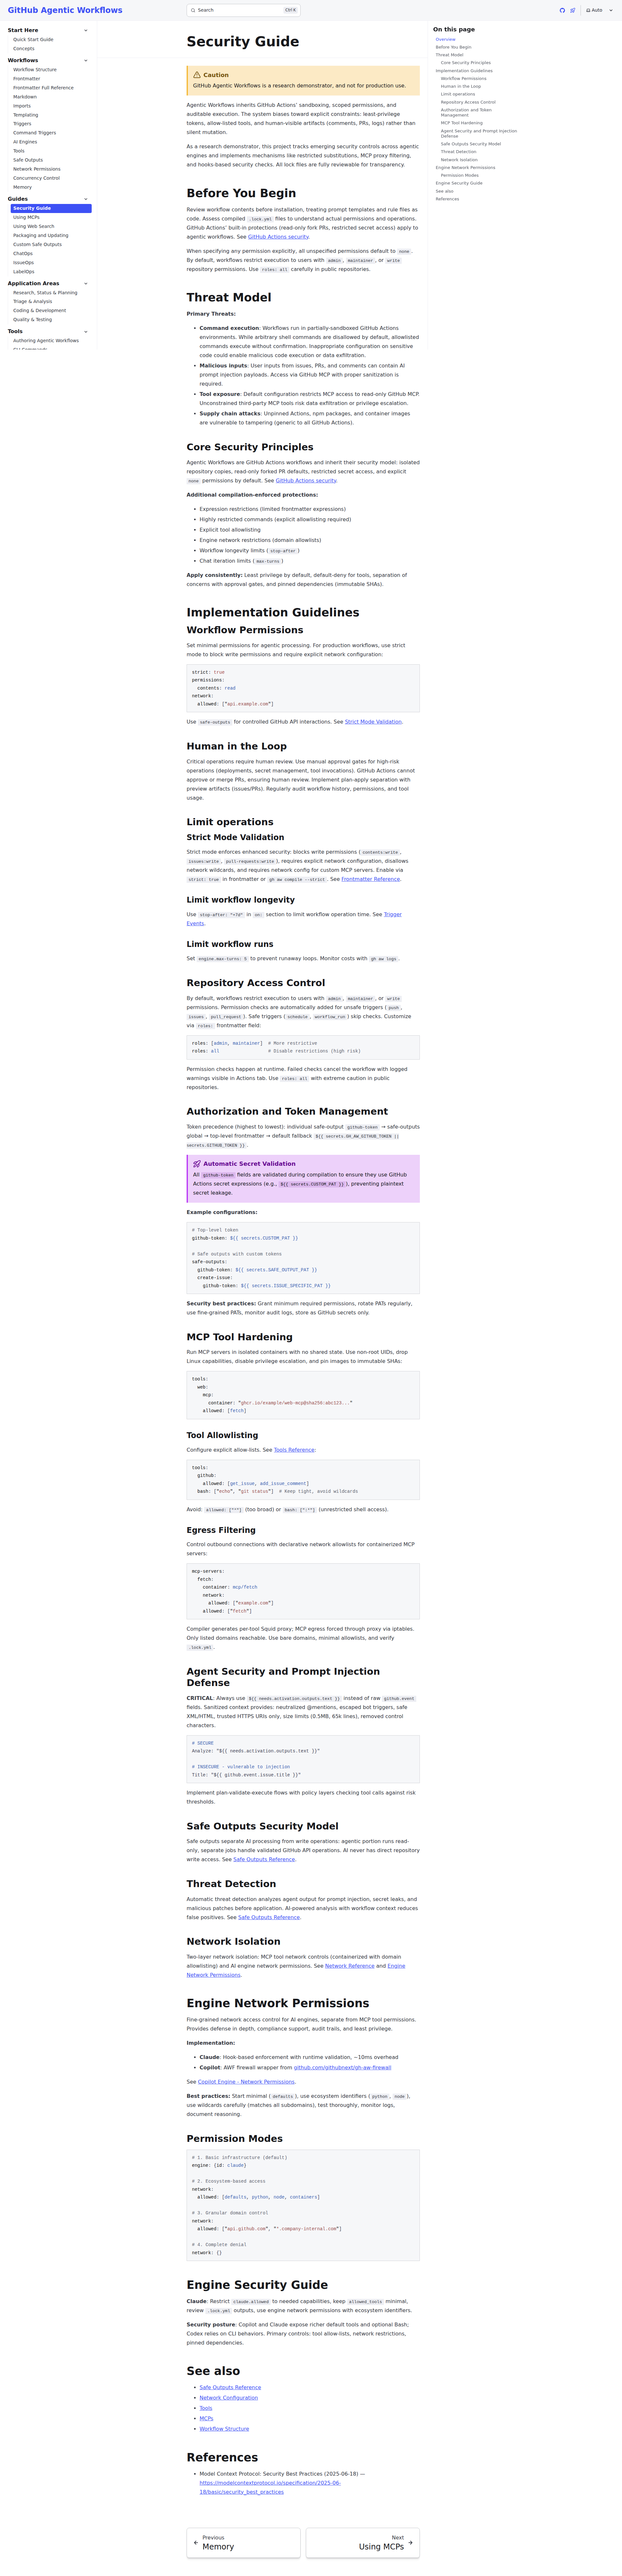 GitHub Agentic Workflows
Search
Ctrl K
Auto
Start Here
Quick Start Guide
Concepts
Workflows
Workflow Structure
Frontmatter
Frontmatter Full Reference
Markdown
Imports
Templating
Triggers
Command Triggers
AI Engines
Tools
Safe Outputs
Network Permissions
Concurrency Control
Memory
Guides
Security Guide
Using MCPs
Using Web Search
Packaging and Updating
Custom Safe Outputs
ChatOps
IssueOps
LabelOps
Application Areas
Research, Status & Planning
Triage & Analysis
Coding & Development
Quality & Testing
Tools
Authoring Agentic Workflows
Security Guide
Caution
GitHub Agentic Workflows is a research demonstrator, and not for production use.
Agentic Workflows inherits GitHub Actions' sandboxing, scoped permissions, and
auditable execution. The system biases toward explicit constraints: least-privilege
tokens, allow-listed tools, and human-visible artifacts (comments, PRs, logs) rather than
silent mutation.
As a research demonstrator, this project tracks emerging security controls across agentic
engines and implements mechanisms like restricted substitutions, MCP proxy filtering,
and hooks-based security checks. All lock files are fully reviewable for transparency.
Before You Begin
Review workflow contents before installation, treating prompt templates and rule files as
code. Assess compiled .lock.yml files to understand actual permissions and operations.
GitHub Actions' built-in protections (read-only fork PRs, restricted secret access) apply to
agentic workflows. See GitHub Actions security.
When specifying any permission explicitly, all unspecified permissions default to none.
By default, workflows restrict execution to users with admin, maintainer, or write
repository permissions. Use roles: all carefully in public repositories.
Threat Model
Primary Threats:
• Command execution: Workflows run in partially-sandboxed GitHub Actions
environments. While arbitrary shell commands are disallowed by default, allowlisted
commands execute without confirmation. Inappropriate configuration on sensitive
code could enable malicious code execution or data exfiltration.
• Malicious inputs: User inputs from issues, PRs, and comments can contain AI
prompt injection payloads. Access via GitHub MCP with proper sanitization is
required.
• Tool exposure: Default configuration restricts MCP access to read-only GitHub MCP.
Unconstrained third-party MCP tools risk data exfiltration or privilege escalation.
• Supply chain attacks: Unpinned Actions, npm packages, and container images
are vulnerable to tampering (generic to all GitHub Actions).
Core Security Principles
Agentic Workflows are GitHub Actions Workflows and inherit their security model: isolated
repository copies, read-only forked PR defaults, restricted secret access, and explicit
none permissions by default. See GitHub Actions security.
Additional compilation-enforced protections:
• Expression restrictions (limited frontmatter expressions)
• Highly restricted commands (explicit allowlisting required)
• Explicit tool allowlisting
• Engine network restrictions (domain allowlists)
• Workflow longevity limits (stop-after)
• Chat iteration limits (max-turns)
Apply consistently: Least privilege by default, default-deny for tools, separation of
concerns with approval gates, and pinned dependencies (immutable SHAs).
Implementation Guidelines
Workflow Permissions
Set minimal permissions for agentic processing. For production workflows, use strict
mode to block write permissions and require explicit network configuration:
strict: true
permissions:
contents: read
network:
allowed: ["api.example.com"]
Use safe-outputs for controlled GitHub API interactions. See Strict Mode Validation.
Human in the Loop
Critical operations require human review. Use manual approval gates for high-risk
operations (deployments, secret management, tool invocations). GitHub Actions cannot
approve or merge PRs, ensuring human review. Implement plan-apply separation with
preview artifacts (issues/PRs). Regularly audit workflow history, permissions, and tool
usage.
Limit operations
Strict Mode Validation
Strict mode enforces enhanced security: blocks write permissions (contents:write,
issues:write, pull-requests:write), requires explicit network configuration, disallows
network wildcards, and requires network config for custom MCP servers. Enable via
strict: true in frontmatter or gh aw compile --strict. See Frontmatter Reference.
Limit workflow longevity
Use stop-after: "+7d" in on: section to limit workflow operation time. See Trigger
Events.
Limit workflow runs
Set engine.max-turns: 5 to prevent runaway loops. Monitor costs with gh aw logs.
Repository Access Control
By default, workflows restrict execution to users with admin, maintainer, or write
permissions. Permission checks are automatically added for unsafe triggers (push,
issues, pull_request). Safe triggers (schedule, workflow_run) skip checks. Customize
via roles: frontmatter field:
roles: [admin, maintainer] # More restrictive
roles: all # Disable restrictions (high risk)
Permission checks happen at runtime. Failed checks cancel the workflow with logged
warnings visible in Actions tab. Use roles: all with extreme caution in public
repositories.
Authorization and Token Management
Token precedence (highest to lowest): individual safe-output github-token → safe-outputs
global → top-level frontmatter → default fallback ${{ secrets.GH_AW_GITHUB_TOKEN ||
secrets.GITHUB_TOKEN }}.
Automatic Secret Validation
All github-token fields are validated during compilation to ensure they use GitHub
Actions secret expressions (e.g., ${{ secrets.CUSTOM_PAT }}), preventing plaintext
secret leakage.
Example configurations:
# Top-level token
github-token: ${{ secrets.CUSTOM_PAT }}
# Safe outputs with custom tokens
safe-outputs:
github-token: ${{ secrets.SAFE_OUTPUT_PAT }}
create-issue:
github-token: ${{ secrets.ISSUE_SPECIFIC_PAT }}
Security best practices: Grant minimum required permissions, rotate PATs regularly,
use fine-grained PATs, monitor audit logs, store as GitHub secrets only.
MCP Tool Hardening
Run MCP servers in isolated containers with no shared state. Use non-root UIDs, drop
Linux capabilities, disable privilege escalation, and pin images to immutable SHAs:
tools:
web:
mcp:
container: "ghcr.io/example/web-mcp@sha256:abc123..."
allowed: [fetch]
Tool Allowlisting
Configure explicit allow-lists. See Tools Reference:
tools:
github:
allowed: [get_issue, add_issue_comment]
bash: ["echo", "git status"] # Keep tight, avoid wildcards
Avoid: allowed: ["*"] (too broad) or bash: [":*"] (unrestricted shell access).
Egress Filtering
Control outbound connections with declarative network allowlists for containerized MCP
servers:
mcp-servers:
fetch:
container: mcp/fetch
network:
allowed: ["example.com"]
allowed: ["fetch"]
Compiler generates per-tool Squid proxy; MCP egress forced through proxy via iptables.
Only listed domains reachable. Use bare domains, minimal allowlists, and verify
.lock.yml.
Agent Security and Prompt Injection
Defense
CRITICAL: Always use ${{ needs.activation.outputs.text }} instead of raw github.event
fields. Sanitized context provides: neutralized @mentions, escaped bot triggers, safe
XML/HTML, trusted HTTPS URIs only, size limits (0.5MB, 65k lines), removed control
characters.
# SECURE
Analyze: "${{ needs.activation.outputs.text }}"
# INSECURE - vulnerable to injection
Title: "${{ github.event.issue.title }}"
Implement plan-validate-execute flows with policy layers checking tool calls against risk
thresholds.
Safe Outputs Security Model
Safe outputs separate AI processing from write operations: agentic portion runs read-
only, separate jobs handle validated GitHub API operations. AI never has direct repository
write access. See Safe Outputs Reference.
Threat Detection
Automatic threat detection analyzes agent output for prompt injection, secret leaks, and
malicious patches before application. AI-powered analysis with workflow context reduces
false positives. See Safe Outputs Reference.
Network Isolation
Two-layer network isolation: MCP tool network controls (containerized with domain
allowlisting) and AI engine network permissions. See Network Reference and Engine
Network Permissions.
Engine Network Permissions
Fine-grained network access control for AI engines, separate from MCP tool permissions.
Provides defense in depth, compliance support, audit trails, and least privilege.
Implementation:
• Claude: Hook-based enforcement with runtime validation, ~10ms overhead
• Copilot: AWF firewall wrapper from github.com/githubnext/gh-aw-firewall
See Copilot Engine - Network Permissions.
Best practices: Start minimal (defaults), use ecosystem identifiers (python, node),
use wildcards carefully (matches all subdomains), test thoroughly, monitor logs,
document reasoning.
Permission Modes
# 1. Basic infrastructure (default)
engine: {id: claude}
# 2. Ecosystem-based access
network:
allowed: [defaults, python, node, containers]
# 3. Granular domain control
network:
allowed: ["api.github.com", "*.company-internal.com"]
# 4. Complete denial
network: {}
Engine Security Guide
Claude: Restrict claude.allowed to needed capabilities, keep allowed_tools minimal,
review .lock.yml outputs, use engine network permissions with ecosystem identifiers.
Security posture: Copilot and Claude expose richer default tools and optional Bash;
Codex relies on CLI behaviors. Primary controls: tool allow-lists, network restrictions,
pinned dependencies.
See also
• Safe Outputs Reference
• Network Configuration
• Tools
• MCPs
• Workflow Structure
References
• Model Context Protocol: Security Best Practices (2025-06-18) —
https://modelcontextprotocol.io/specification/2025-06-
18/basic/security_best_practices
Previous
Memory
Next
Using MCPs
On this page
Overview
Before You Begin
Threat Model
Core Security Principles
Implementation Guidelines
Workflow Permissions
Human in the Loop
Limit operations
Repository Access Control
Authorization and Token
Management
MCP Tool Hardening
Agent Security and Prompt Injection
Defense
Safe Outputs Security Model
Threat Detection
Network Isolation
Engine Network Permissions
Permission Modes
Engine Security Guide
See also
References